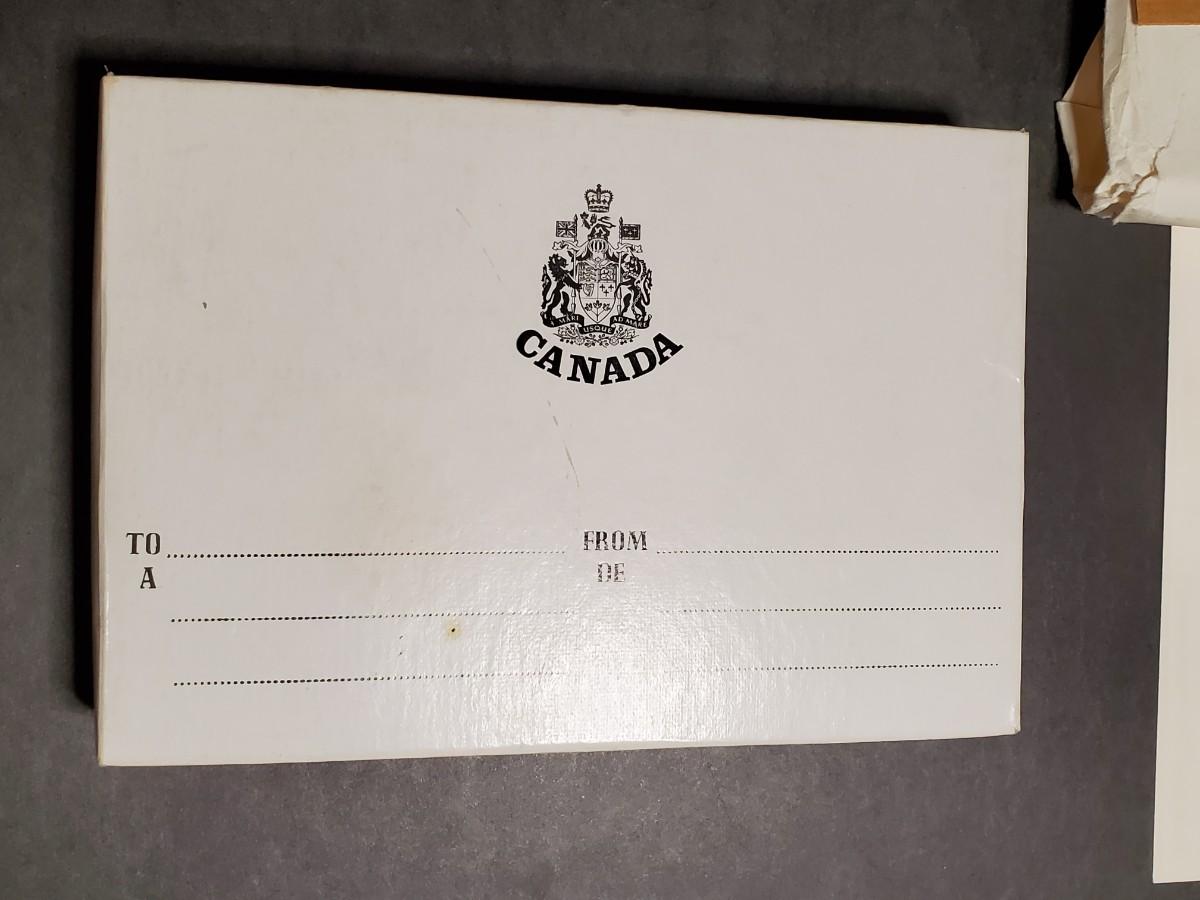 A MARI USQUE AD MARE
CANADA
TO FROM
A DE